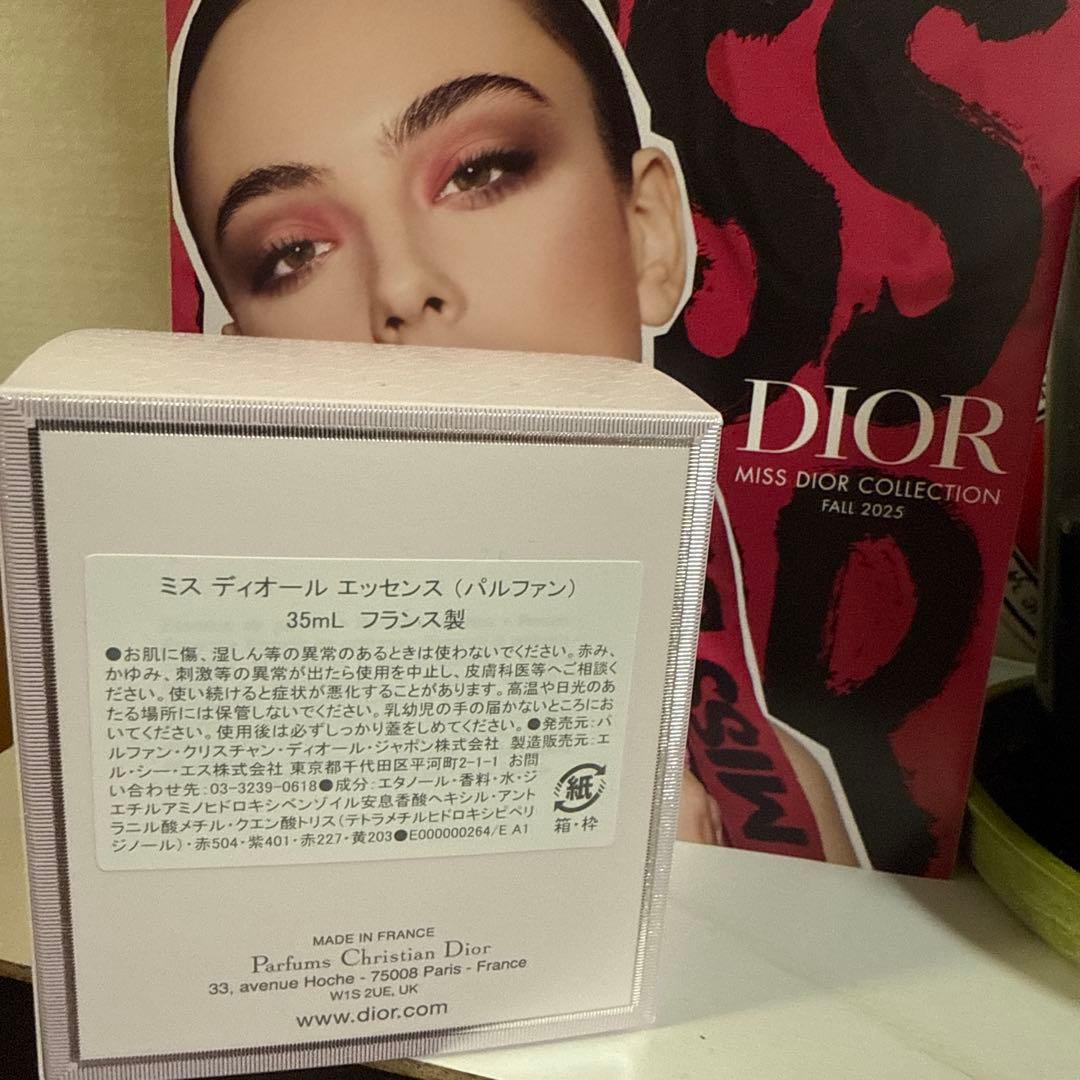 DIOR
MISS DIOR COLLECTION
FALL 2025
MISS
ミス ディオール エッセンス（パルファン）
35mL フランス製
●お肌に傷、湿しん等の異常のあるときは使わないでください。赤み、
かゆみ、刺激等の異常が出たら使用を中止し、皮膚科医等へご相談く
ださい。使い続けると症状が悪化することがあります。高温や日光のあ
たる場所には保管しないでください。乳幼児の手の届かないところにお
いてください。使用後は必ずしっかり蓋をしめてください。●発売元:パ
ルファン・クリスチャン・ディオール・ジャポン株式会社 製造販売元:エ
ル・シー・エス株式会社 東京都千代田区平河町2-1-1 お問
い合わせ先:03-3239-0618●成分:エタノール・香料・水・ジ
エチルアミノヒドロキシベンゾイル安息香酸ヘキシル・アント
ラニル酸メチル・クエン酸トリス(テトラメチルヒドロキシピペリ
ジノール)・赤504・紫401・赤227・黄203●E000000264/E A1
紙
箱・枠
MADE IN FRANCE
Parfums Christian Dior
33, avenue Hoche - 75008 Paris - France
W1S 2UE, UK
www.dior.com